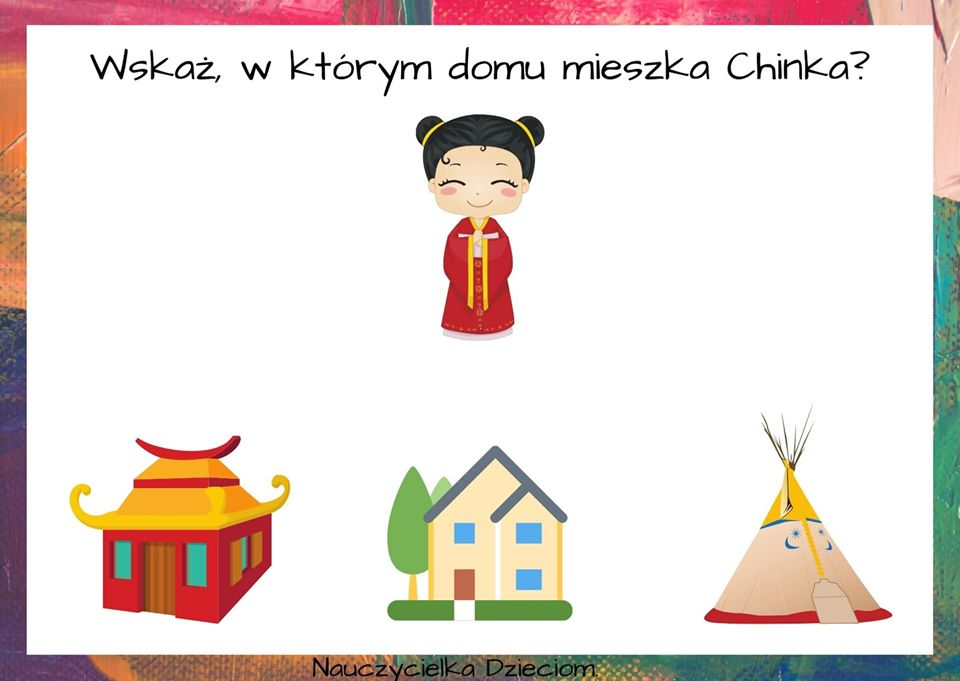 Wskaż, w którym domu mieszka Chinka?
Nauczycielka Dzieciom.